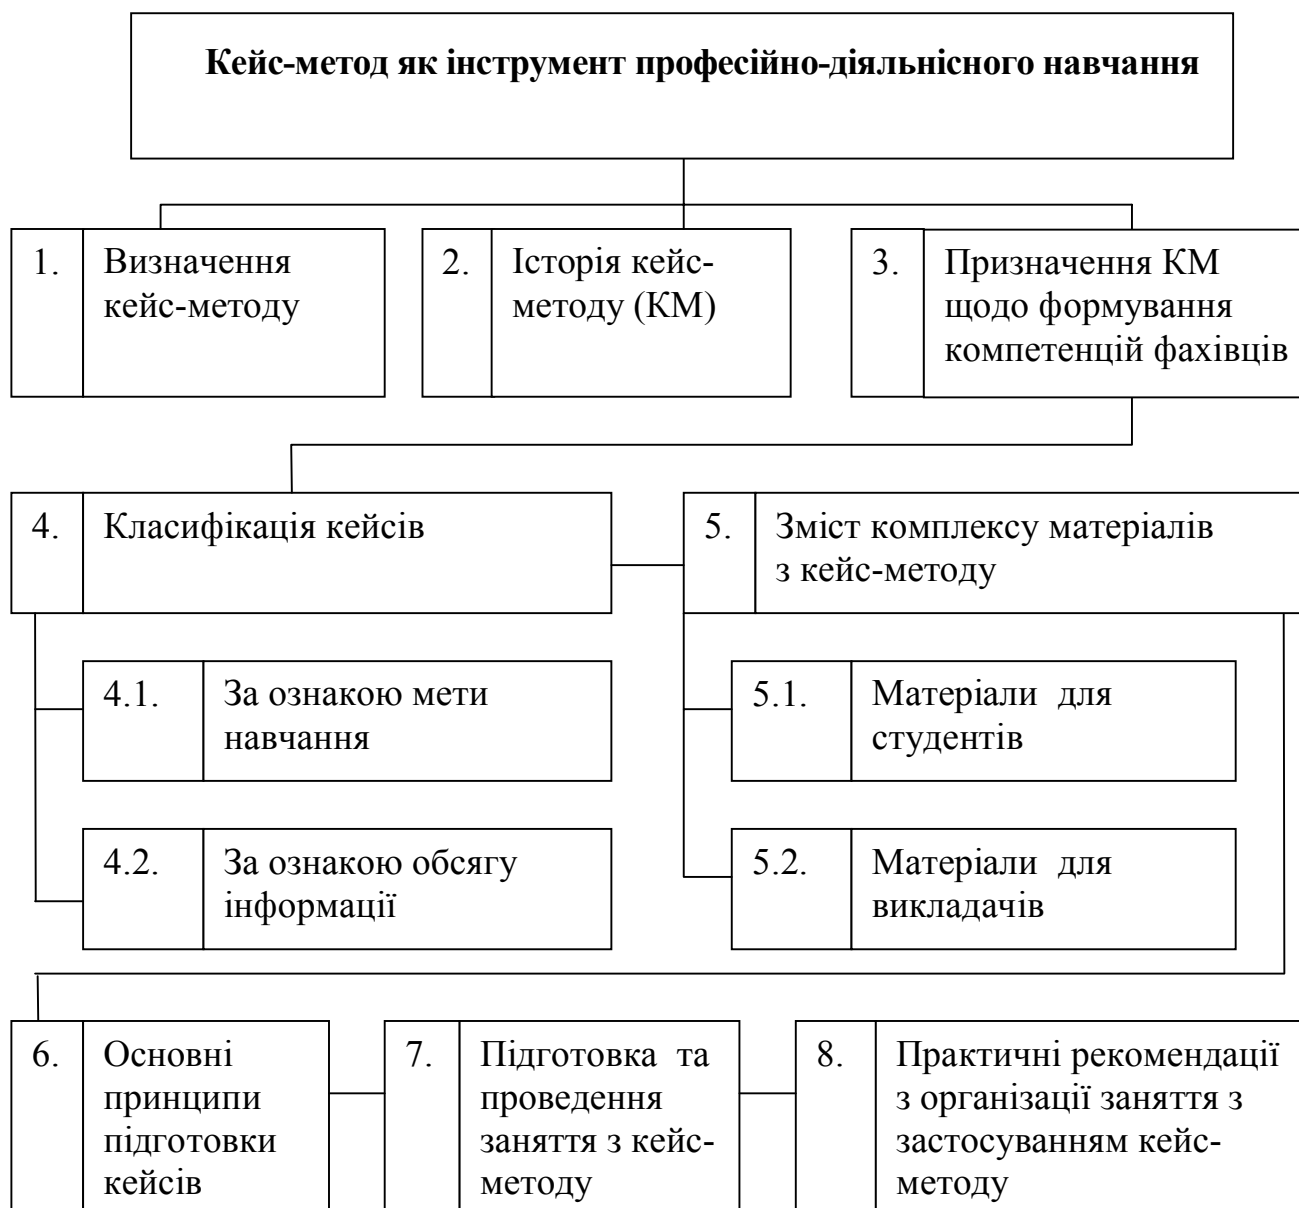 Кейс-метод як інструмент професійно-діяльнісного навчання
1.
Визначення
кейс-методу
2.
Історія кейс-
методу (КМ)
3.
Призначення КМ
щодо формування
компетенцій фахівців
4.
Класифікація кейсів
5.
Зміст комплексу матеріалів
з кейс-методу
4.1.
За ознакою мети
навчання
5.1.
Матеріали для
студентів
4.2.
За ознакою обсягу
інформації
5.2.
Матеріали для
викладачів
6.
Основні
принципи
підготовки
кейсів
7.
Підготовка та
проведення
заняття з кейс-
методу
8.
Практичні рекомендації
з організації заняття з
застосуванням кейс-
методу